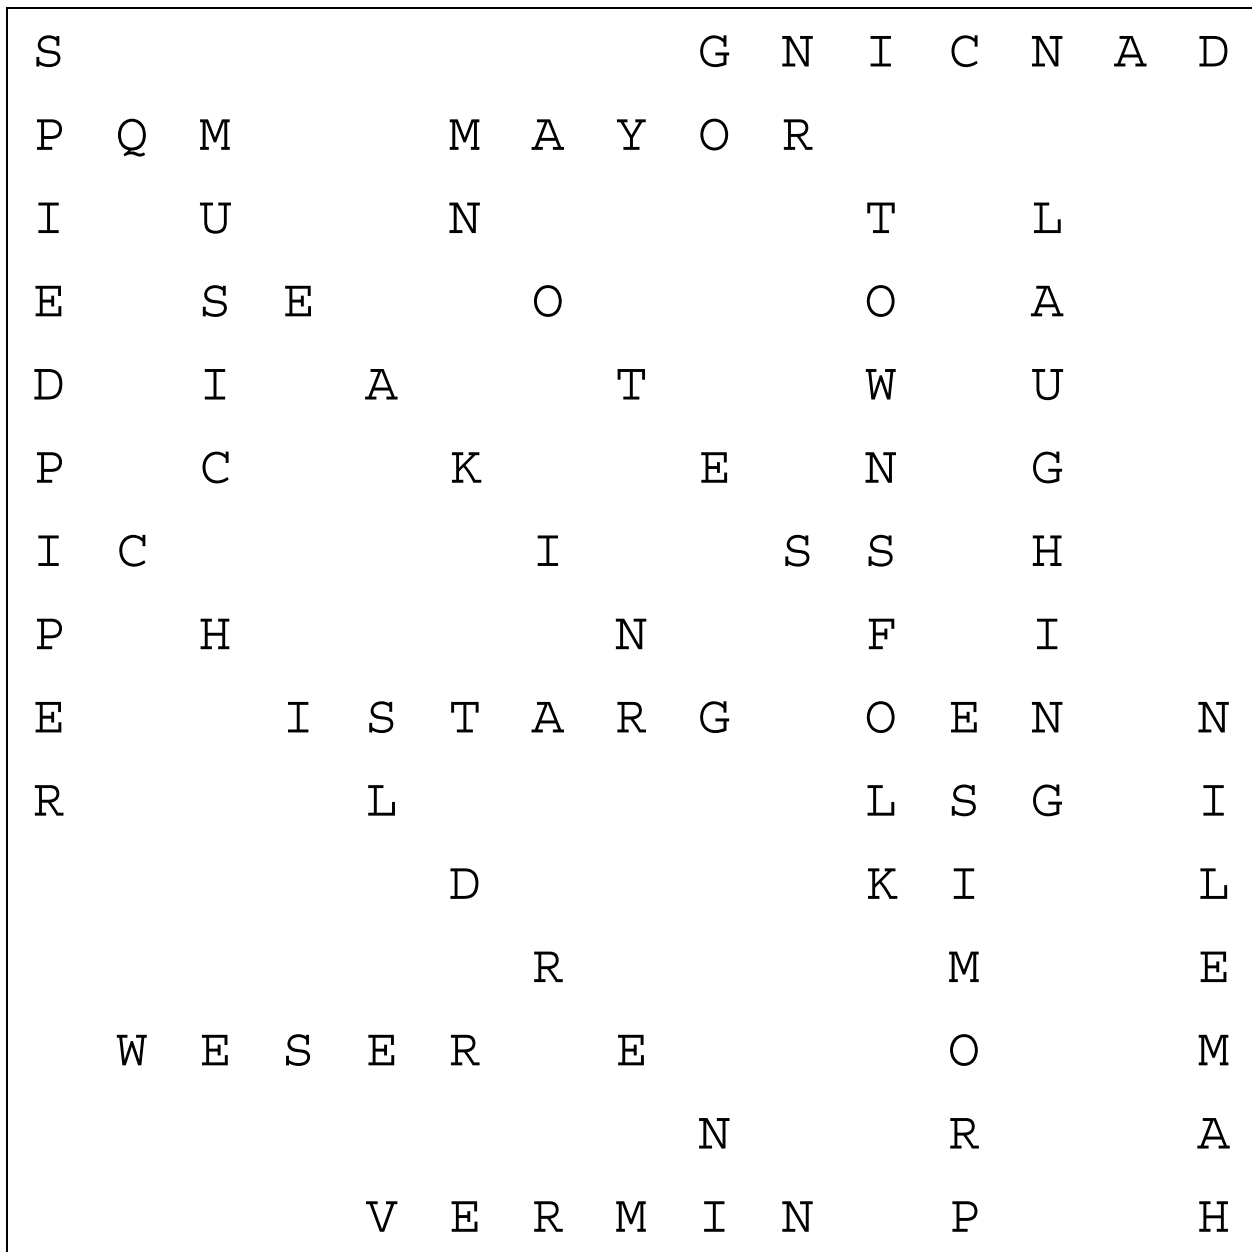 S G N I C N A D
P Q M M A Y O R
I U N T L
E S E O O A
D I A T W U
P C K E N G
I C I S S H
P H N F I
E I S T A R G O E N N
R L L S G I
D K I L
R M E
W E S E R E O M
N R A
V E R M I N P H